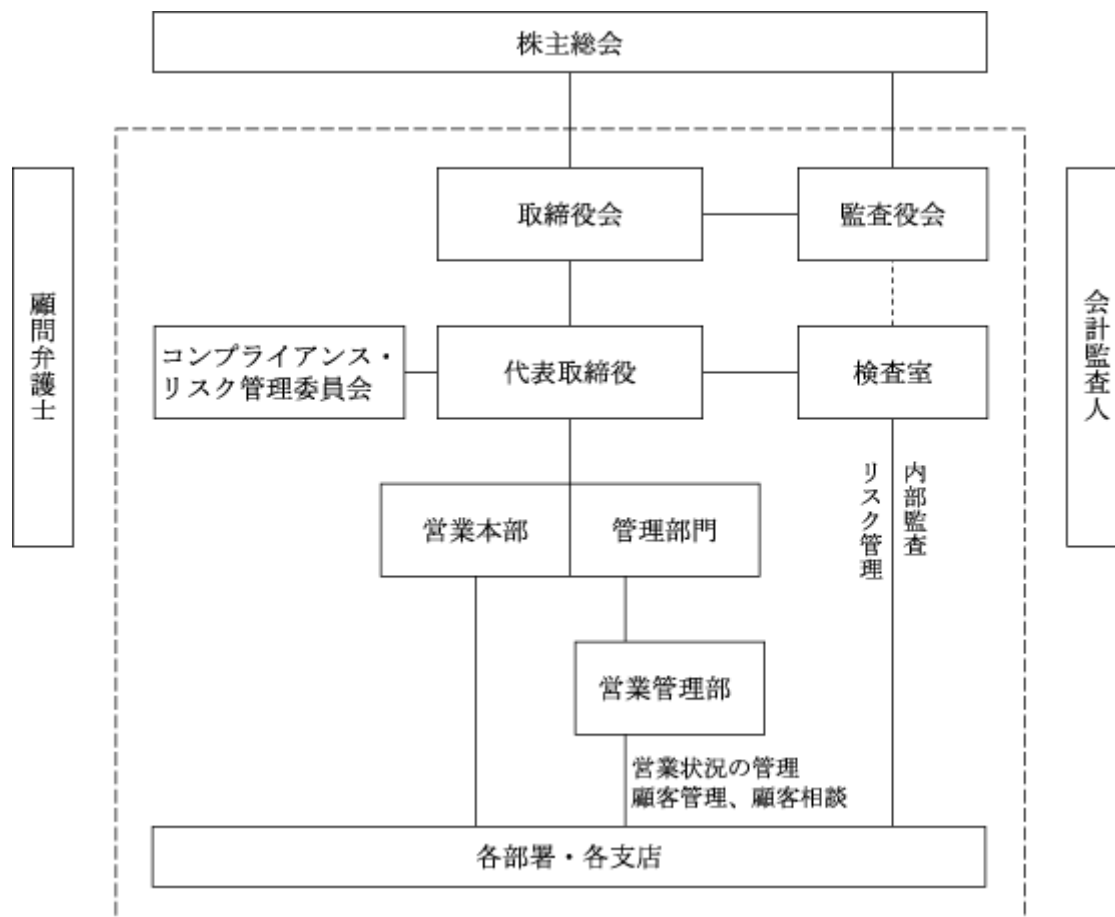 株主総会
取締役会
監査役会
顧問弁護士
会計監査人
コンプライアンス・
リスク管理委員会
代表取締役
検査室
営業本部
管理部門
内部監査
リスク管理
営業管理部
営業状況の管理
顧客管理、顧客相談
各部署・各支店